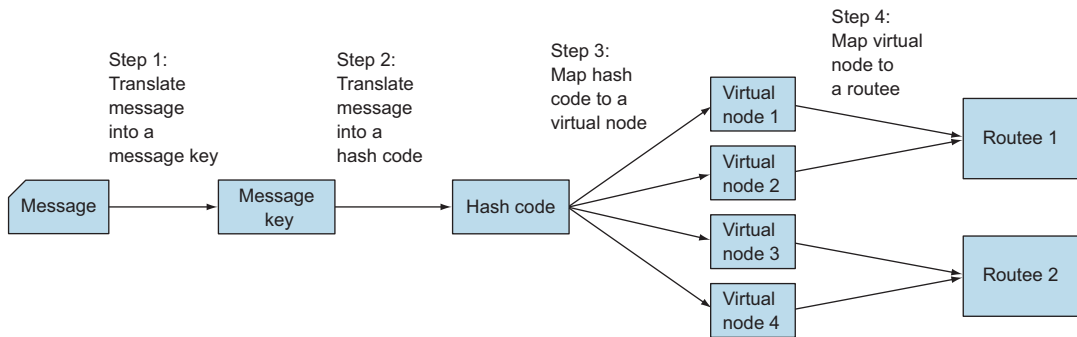 Step 1:
Translate
message
into a
message key
Step 2:
Translate
message
into a
hash code
Step 3:
Map hash
code to a
virtual node
Step 4:
Map virtual
node to
a routee
Message
Message
key
Hash code
Virtual
node 1
Virtual
node 2
Virtual
node 3
Virtual
node 4
Routee 1
Routee 2